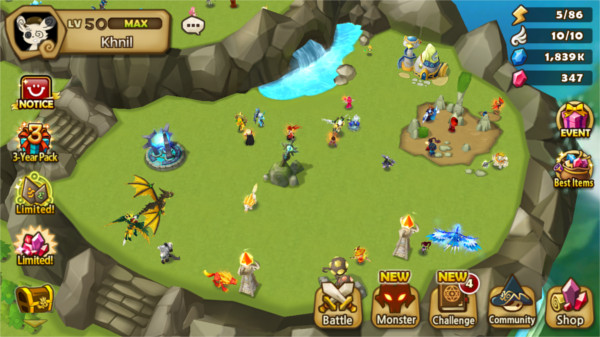 LV 50 MAX
Khnil
5/86
10/10
1,839K
347
NOTICE
3
3-Year Pack
Limited!
Limited!
EVENT
Best Items
Battle
NEW
Monster
NEW
4
Challenge
Community
Shop